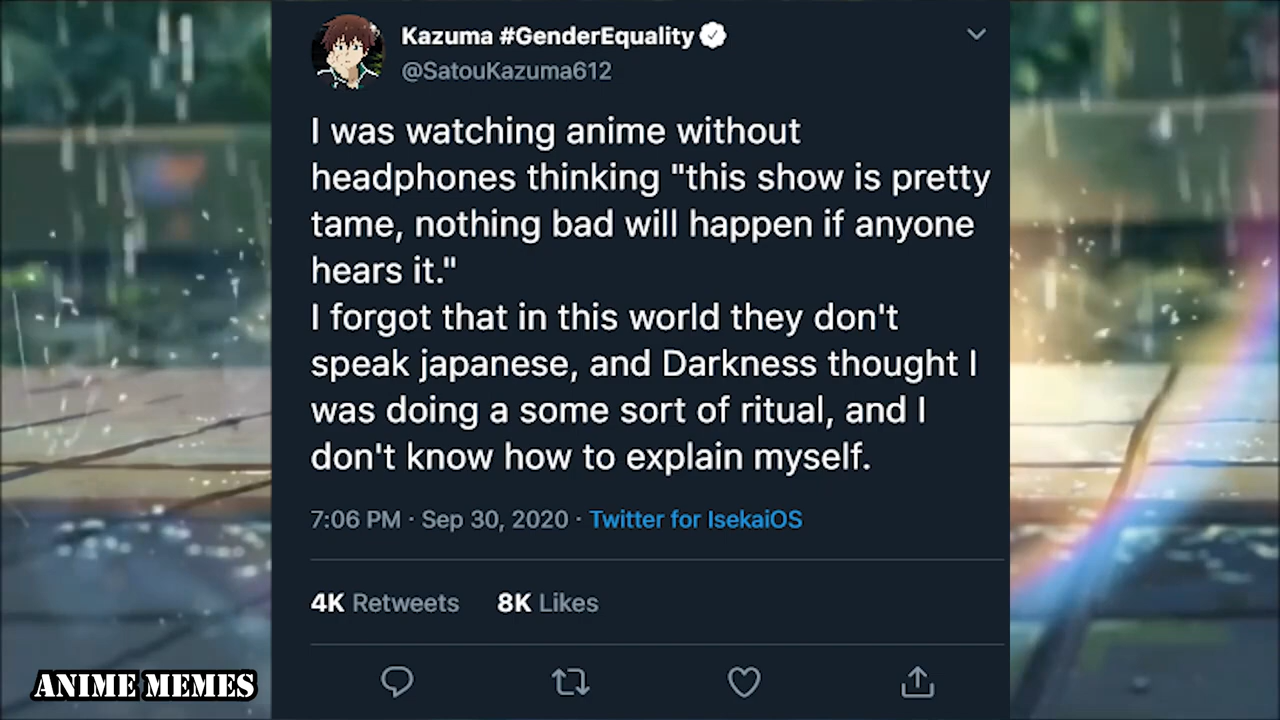 Kazuma #GenderEquality
@SatouKazuma612
I was watching anime without
headphones thinking "this show is pretty
tame, nothing bad will happen if anyone
hears it."
I forgot that in this world they don't
speak japanese, and Darkness thought I
was doing a some sort of ritual, and I
don't know how to explain myself.
7:06 PM · Sep 30, 2020 · Twitter for IsekaiOS
4K Retweets 8K Likes
ANIME MEMES